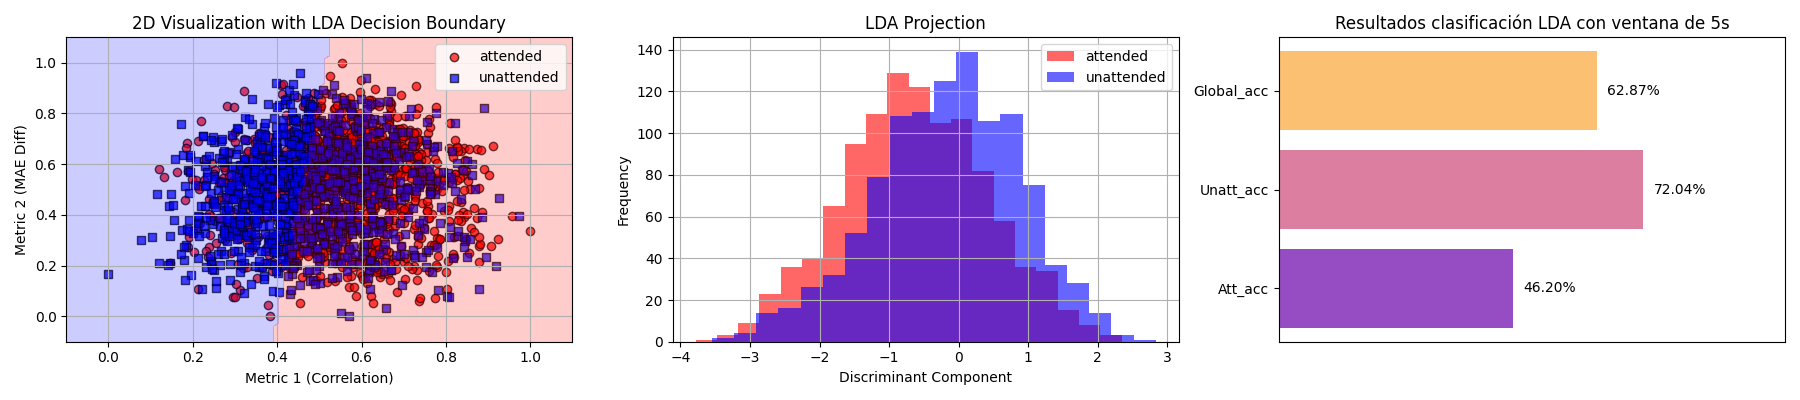 2D Visualization with LDA Decision Boundary
attended
unattended
1.0
0.8
0.6
0.4
0.2
0.0
Metric 2 (MAE Diff)
0.0 0.2 0.4 0.6 0.8 1.0
Metric 1 (Correlation)
LDA Projection
attended
unattended
140
120
100
80
60
40
20
0
Frequency
−4 −3 −2 −1 0 1 2 3
Discriminant Component
Resultados clasificación LDA con ventana de 5s
Global_acc 62.87%
Unatt_acc 72.04%
Att_acc 46.20%